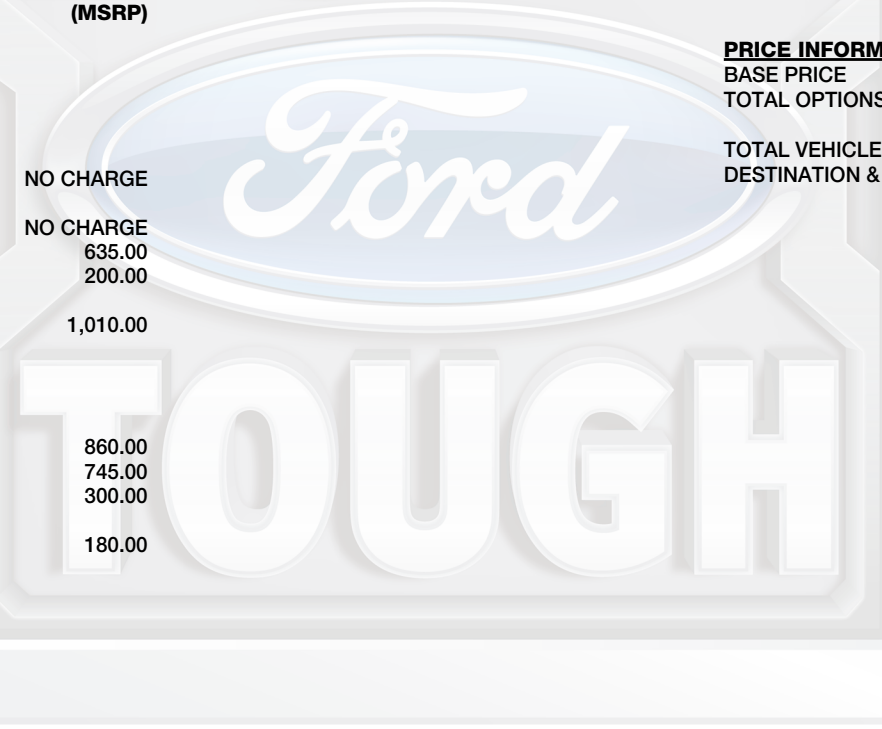 (MSRP)
NO CHARGE
NO CHARGE
635.00
200.00
1,010.00
860.00
745.00
300.00
180.00
PRICE INFORM
BASE PRICE
TOTAL OPTIONS
TOTAL VEHICLE
DESTINATION &
Ford
TOUGH